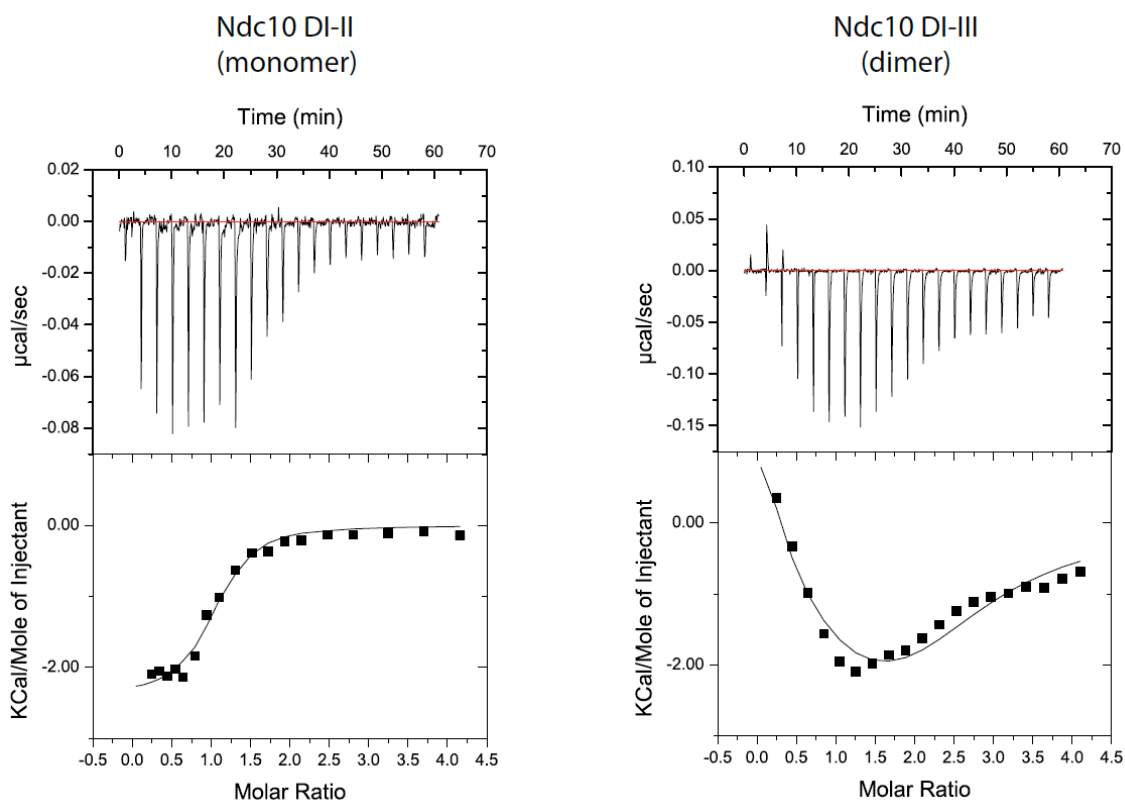 Ndc10 DI-II
(monomer)
Time (min)
0 10 20 30 40 50 60 70
0.02
0.00
-0.02
-0.04
-0.06
-0.08
µcal/sec
0.00
-2.00
KCal/Mole of Injectant
-0.5 0.0 0.5 1.0 1.5 2.0 2.5 3.0 3.5 4.0 4.5
Molar Ratio
Ndc10 DI-III
(dimer)
Time (min)
0 10 20 30 40 50 60 70
0.10
0.05
0.00
-0.05
-0.10
-0.15
µcal/sec
0.00
-2.00
KCal/Mole of Injectant
-0.5 0.0 0.5 1.0 1.5 2.0 2.5 3.0 3.5 4.0 4.5
Molar Ratio